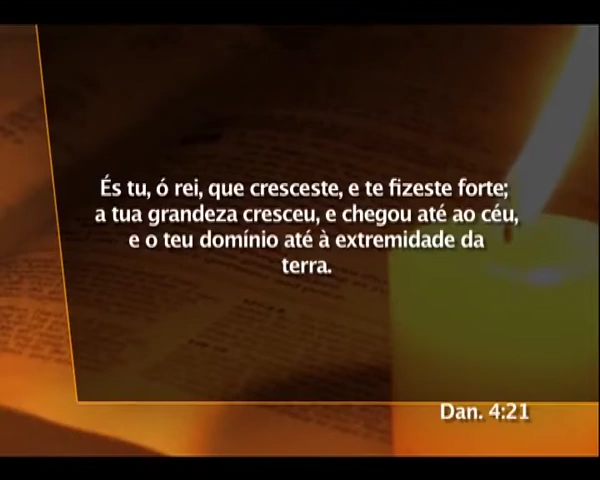 És tu, ó rei, que cresceste, e te fizeste forte;
a tua grandeza cresceu, e chegou até ao céu,
e o teu domínio até à extremidade da
terra.
Dan. 4:21